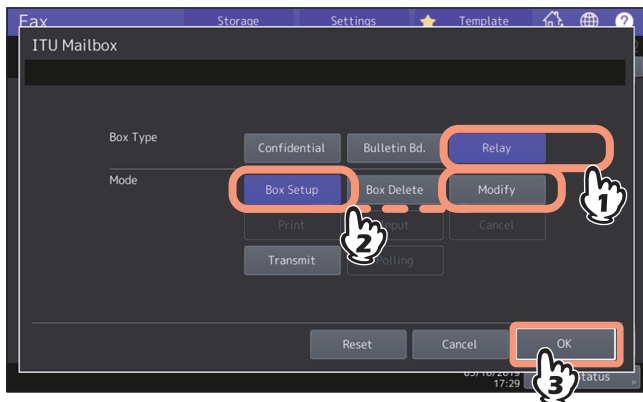 Fax Storage Settings Template
ITU Mailbox
Box Type
Confidential Bulletin Bd. Relay
Mode
Box Setup Box Delete Modify
1
Print Input Cancel
2
Transmit Polling
Reset Cancel OK
17:29
3